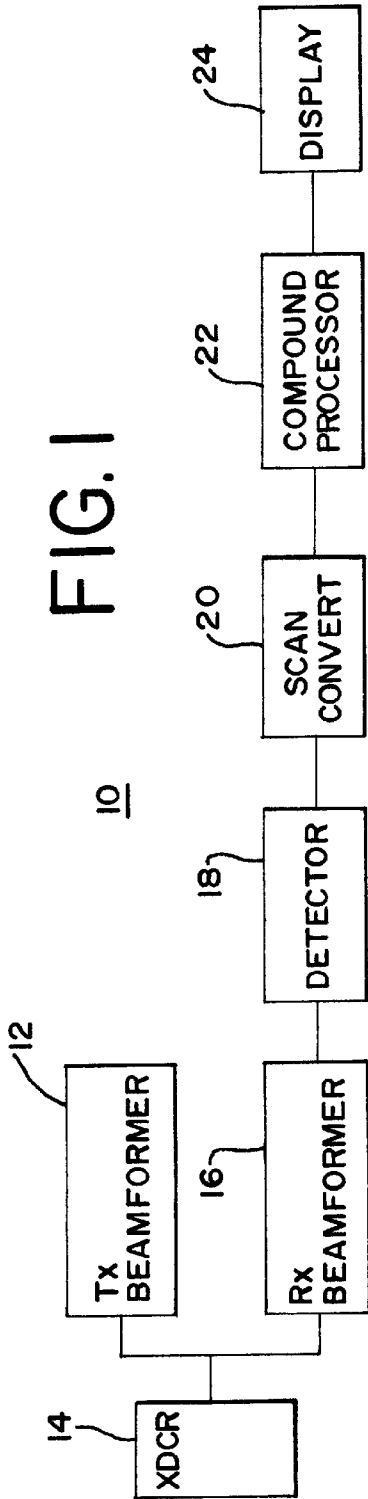 FIG. 1
10
12
14
XDCR
Tx
BEAMFORMER
16
Rx
BEAMFORMER
18
DETECTOR
20
SCAN
CONVERT
22
COMPOUND
PROCESSOR
24
DISPLAY